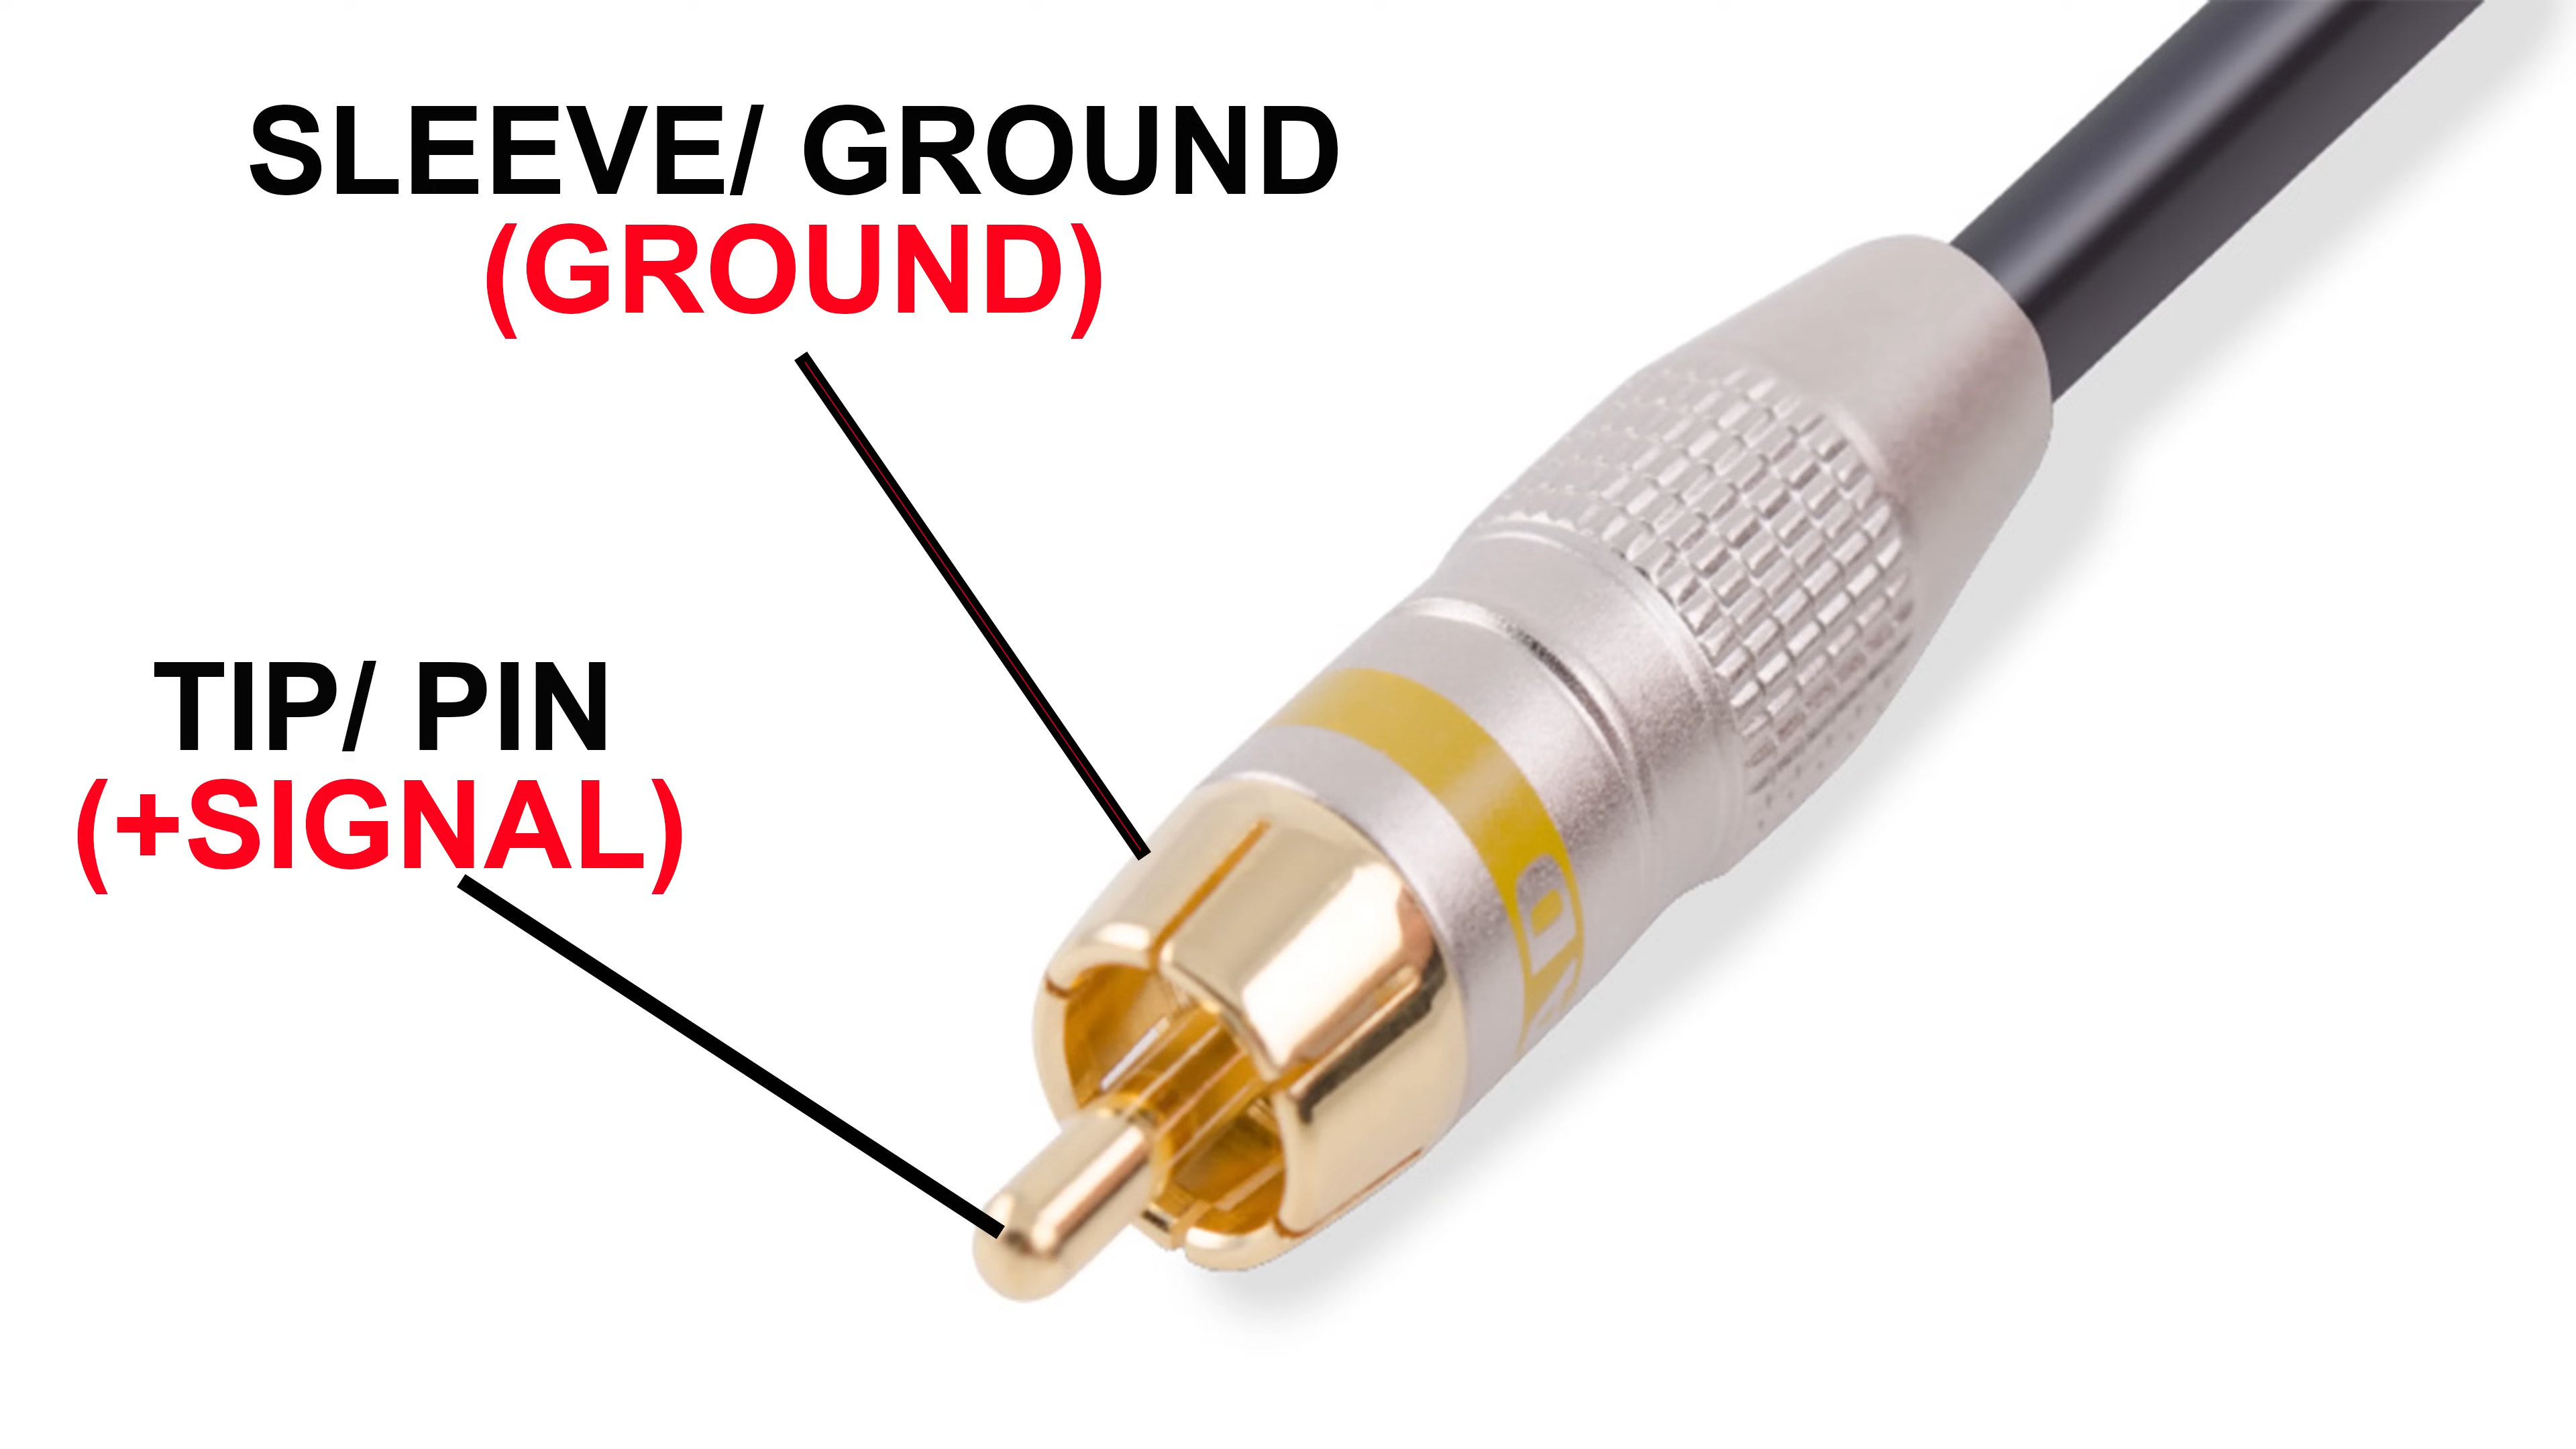 SLEEVE/ GROUND
(GROUND)
TIP/ PIN
(+SIGNAL)